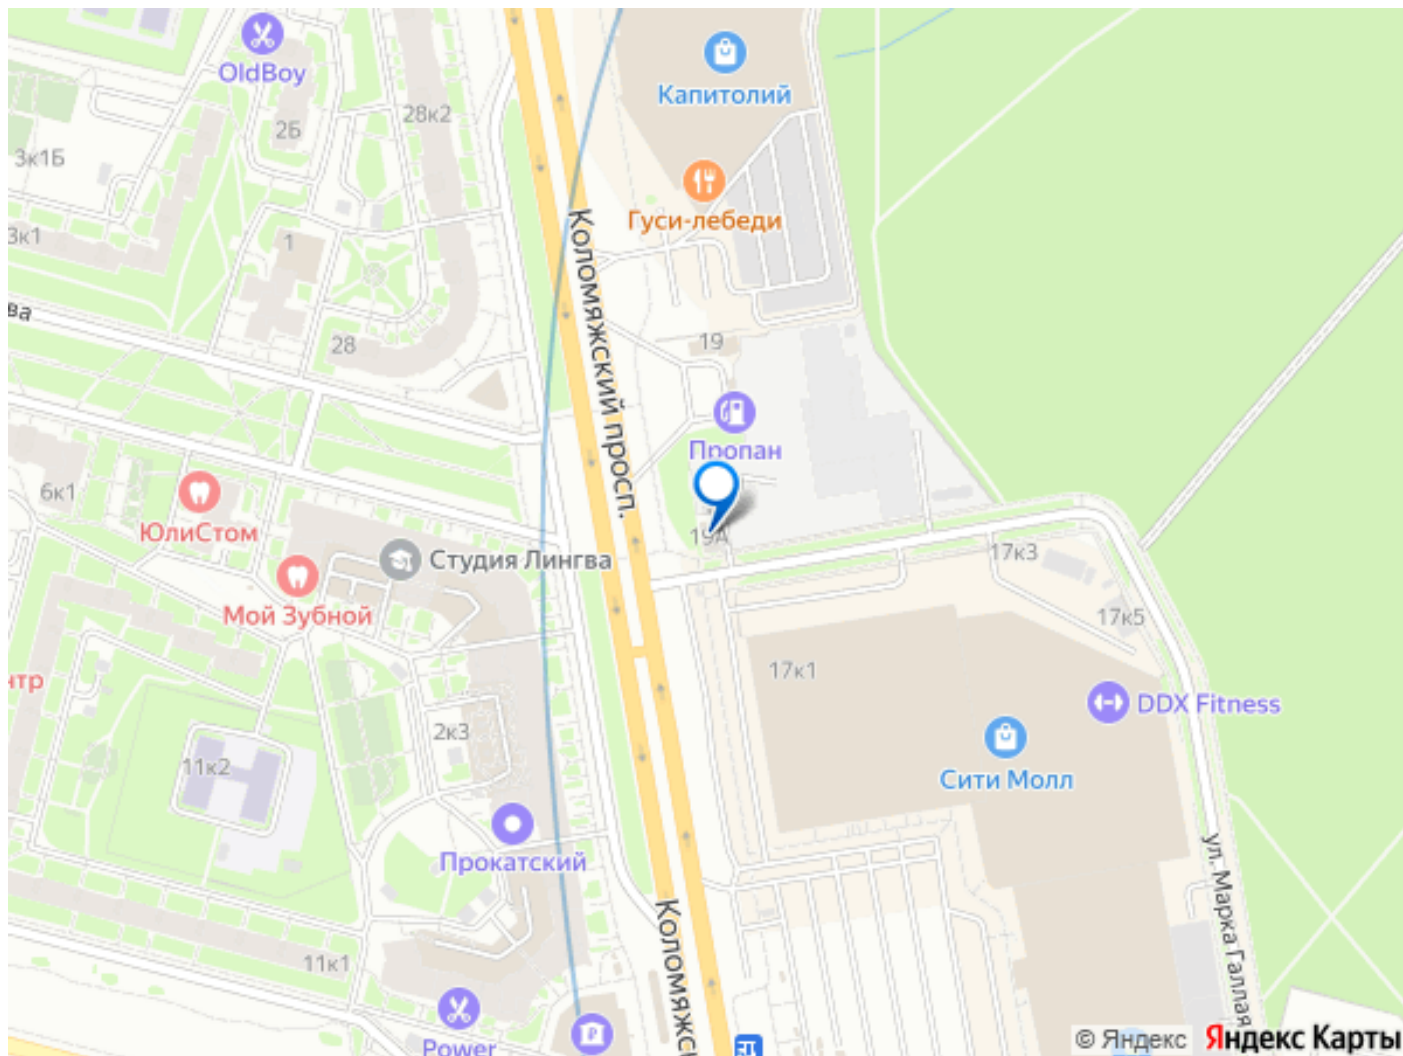 OldBoy
Капитолий
28к2
2Б
3к1Б
Гуси-лебеди
3к1
1
ва
Коломяжский просп.
28
19
Пропан
6к1
ЮлиСтом
19А
Студия Лингва
17к3
Мой Зубной
17к5
17к1
нтр
DDX Fitness
2к3
Сити Молл
11к2
Прокатский
ул. Марка Галлая
Коломяжс
11к1
Power
© Яндекс Яндекс Карты